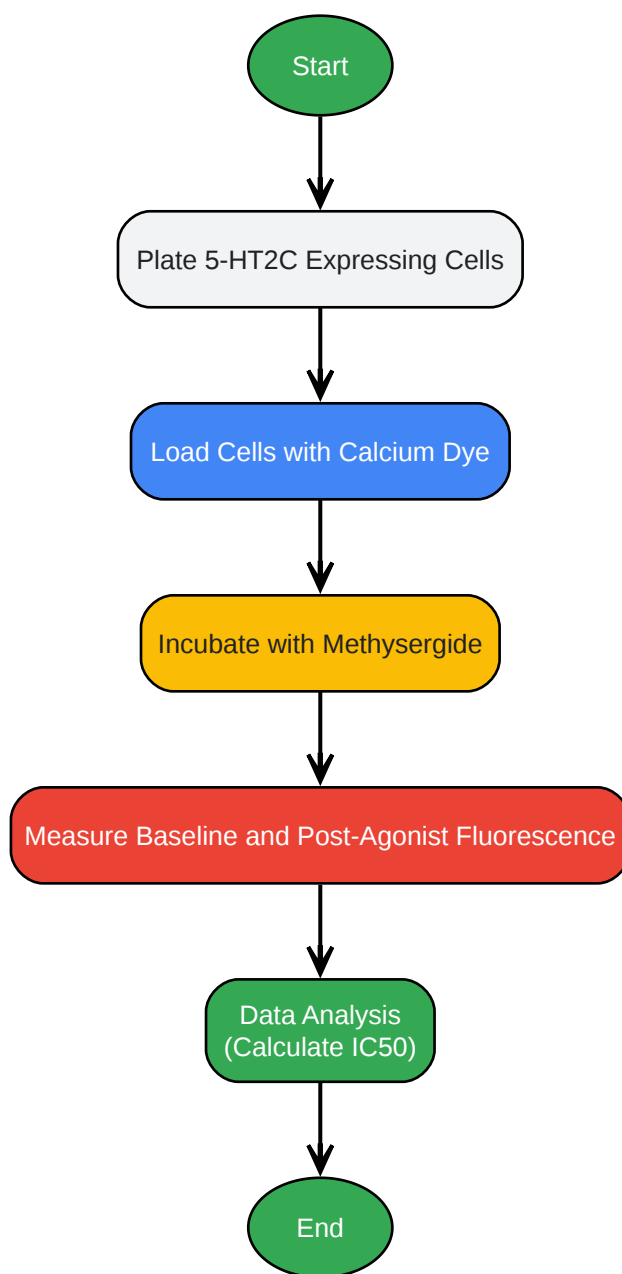 Start
Plate 5-HT2C Expressing Cells
Load Cells with Calcium Dye
Incubate with Methysergide
Measure Baseline and Post-Agonist Fluorescence
Data Analysis
(Calculate IC50)
End